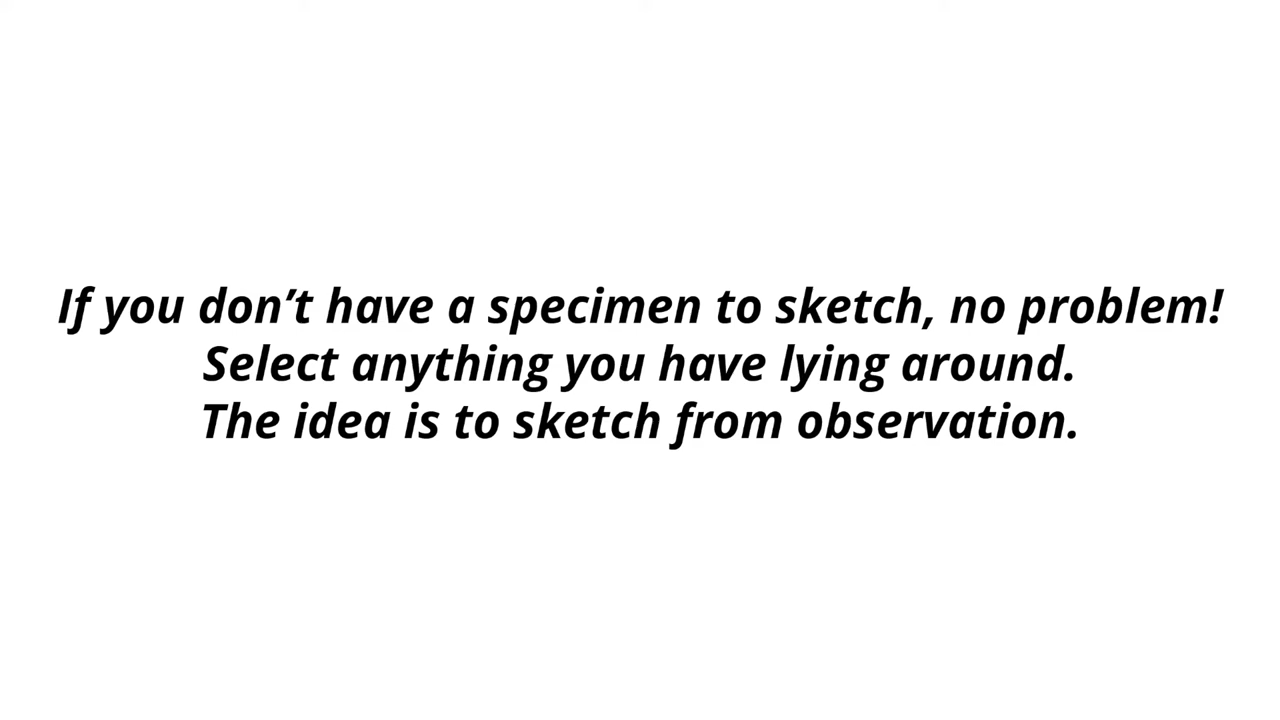 If you don’t have a specimen to sketch, no problem!
Select anything you have lying around.
The idea is to sketch from observation.